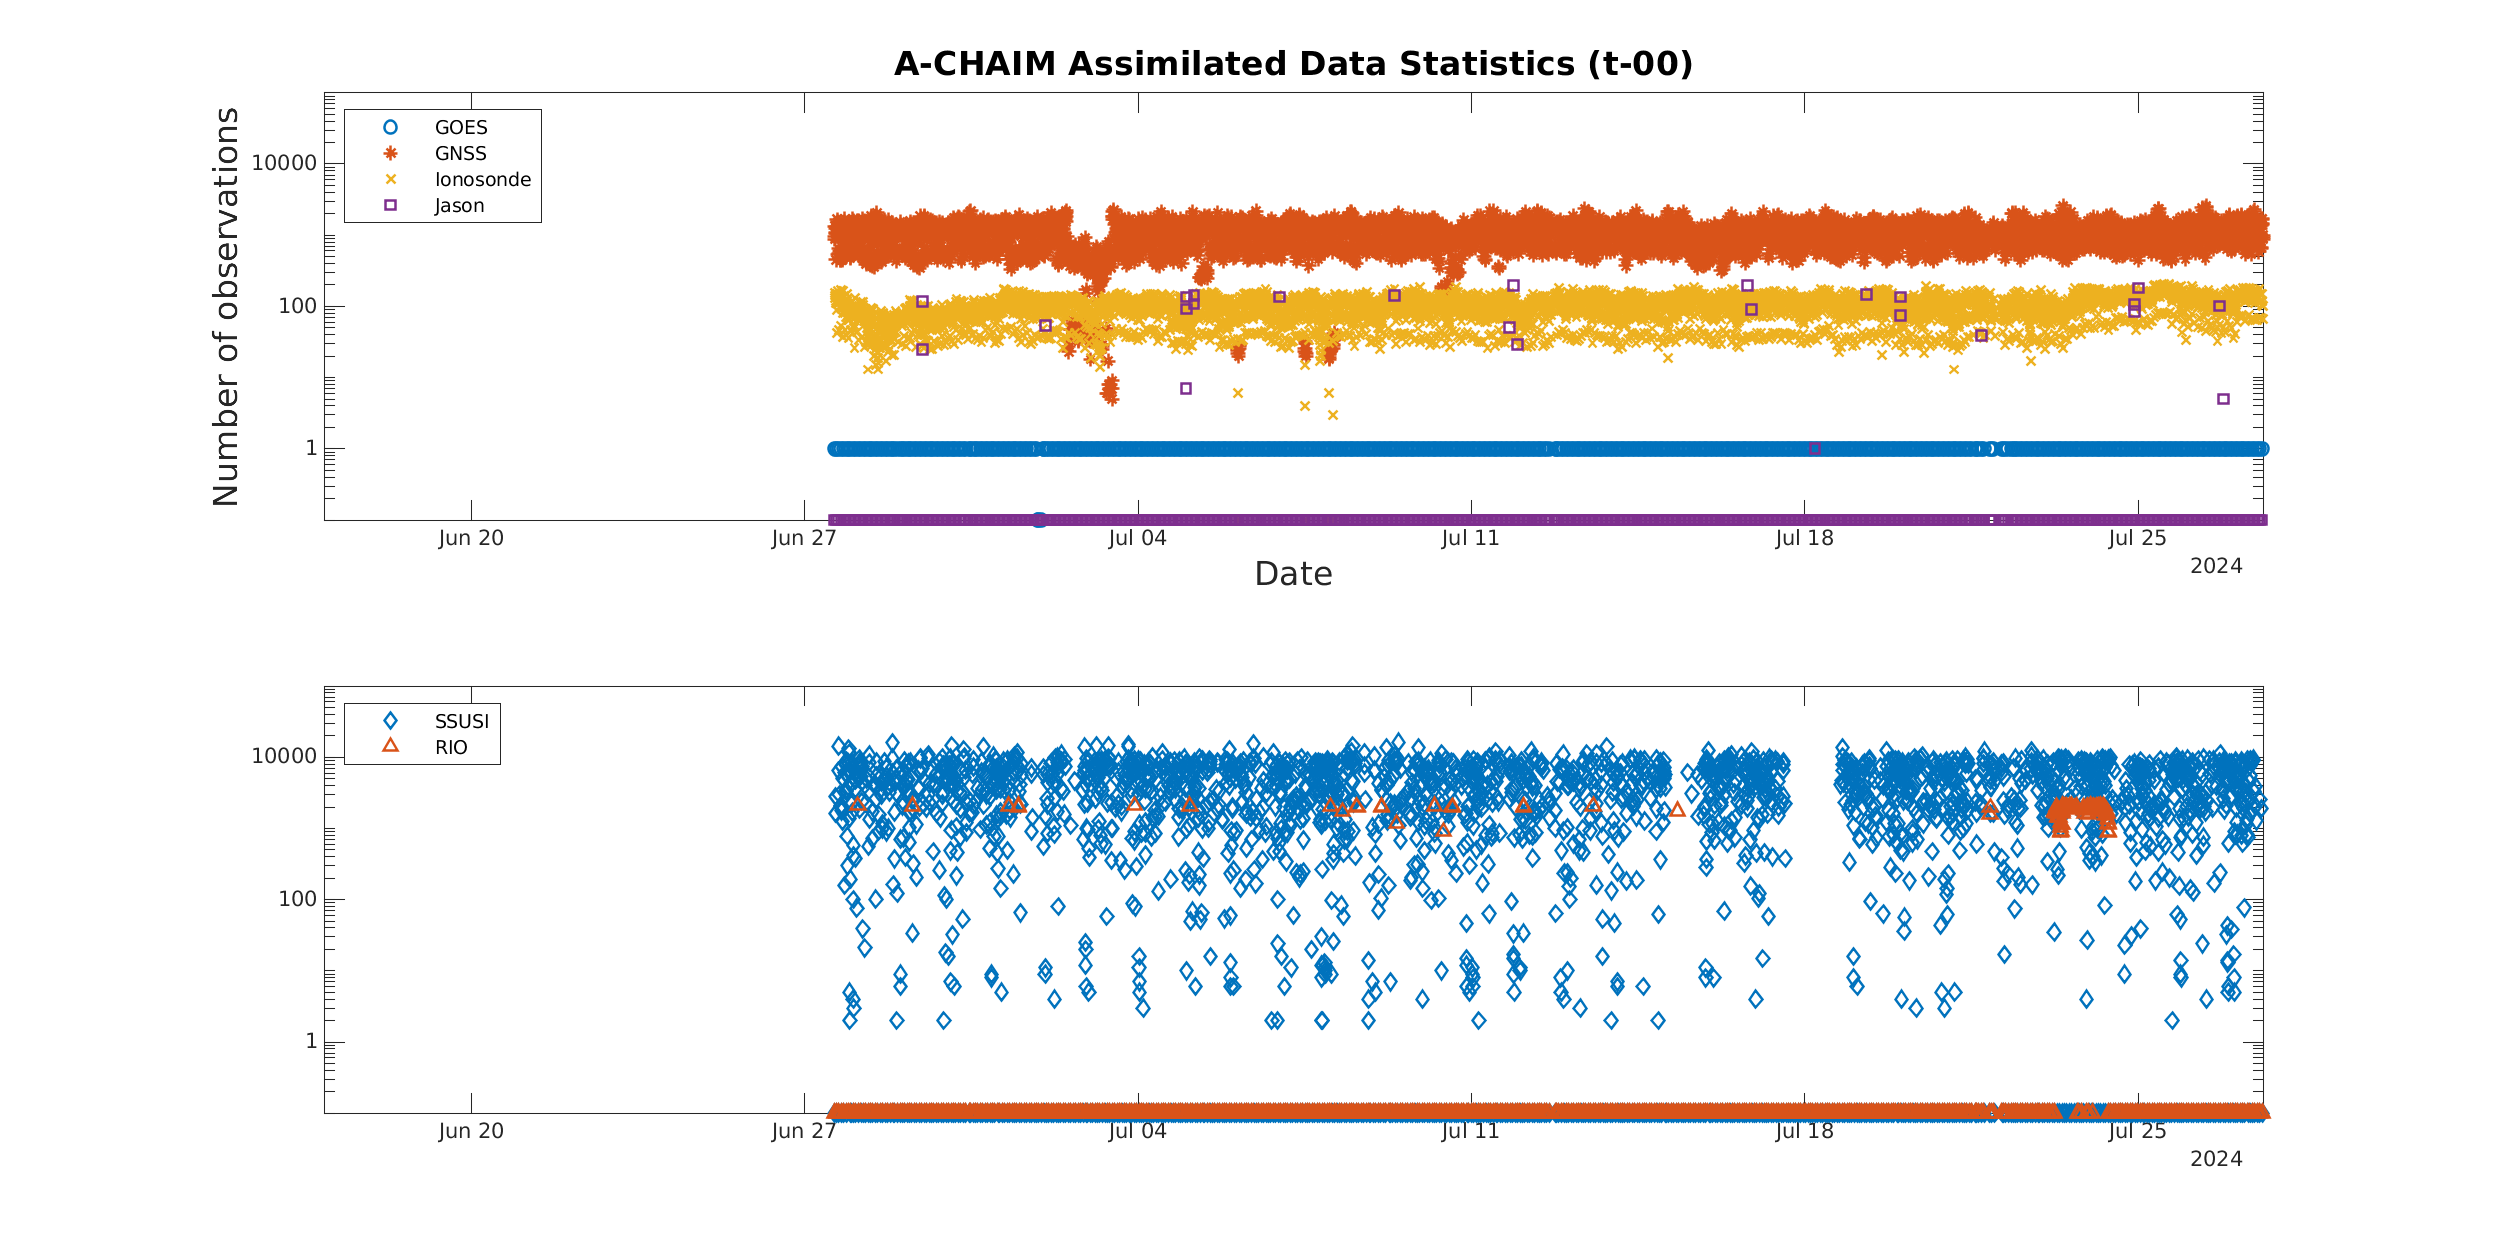 A-CHAIM Assimilated Data Statistics (t-00)
Number of observations
10000
100
1
GOES
GNSS
Ionosonde
Jason
Jun 20 Jun 27 Jul 04 Jul 11 Jul 18 Jul 25
2024
Date
10000
100
1
SSUSI
RIO
Jun 20 Jun 27 Jul 04 Jul 11 Jul 18 Jul 25
2024